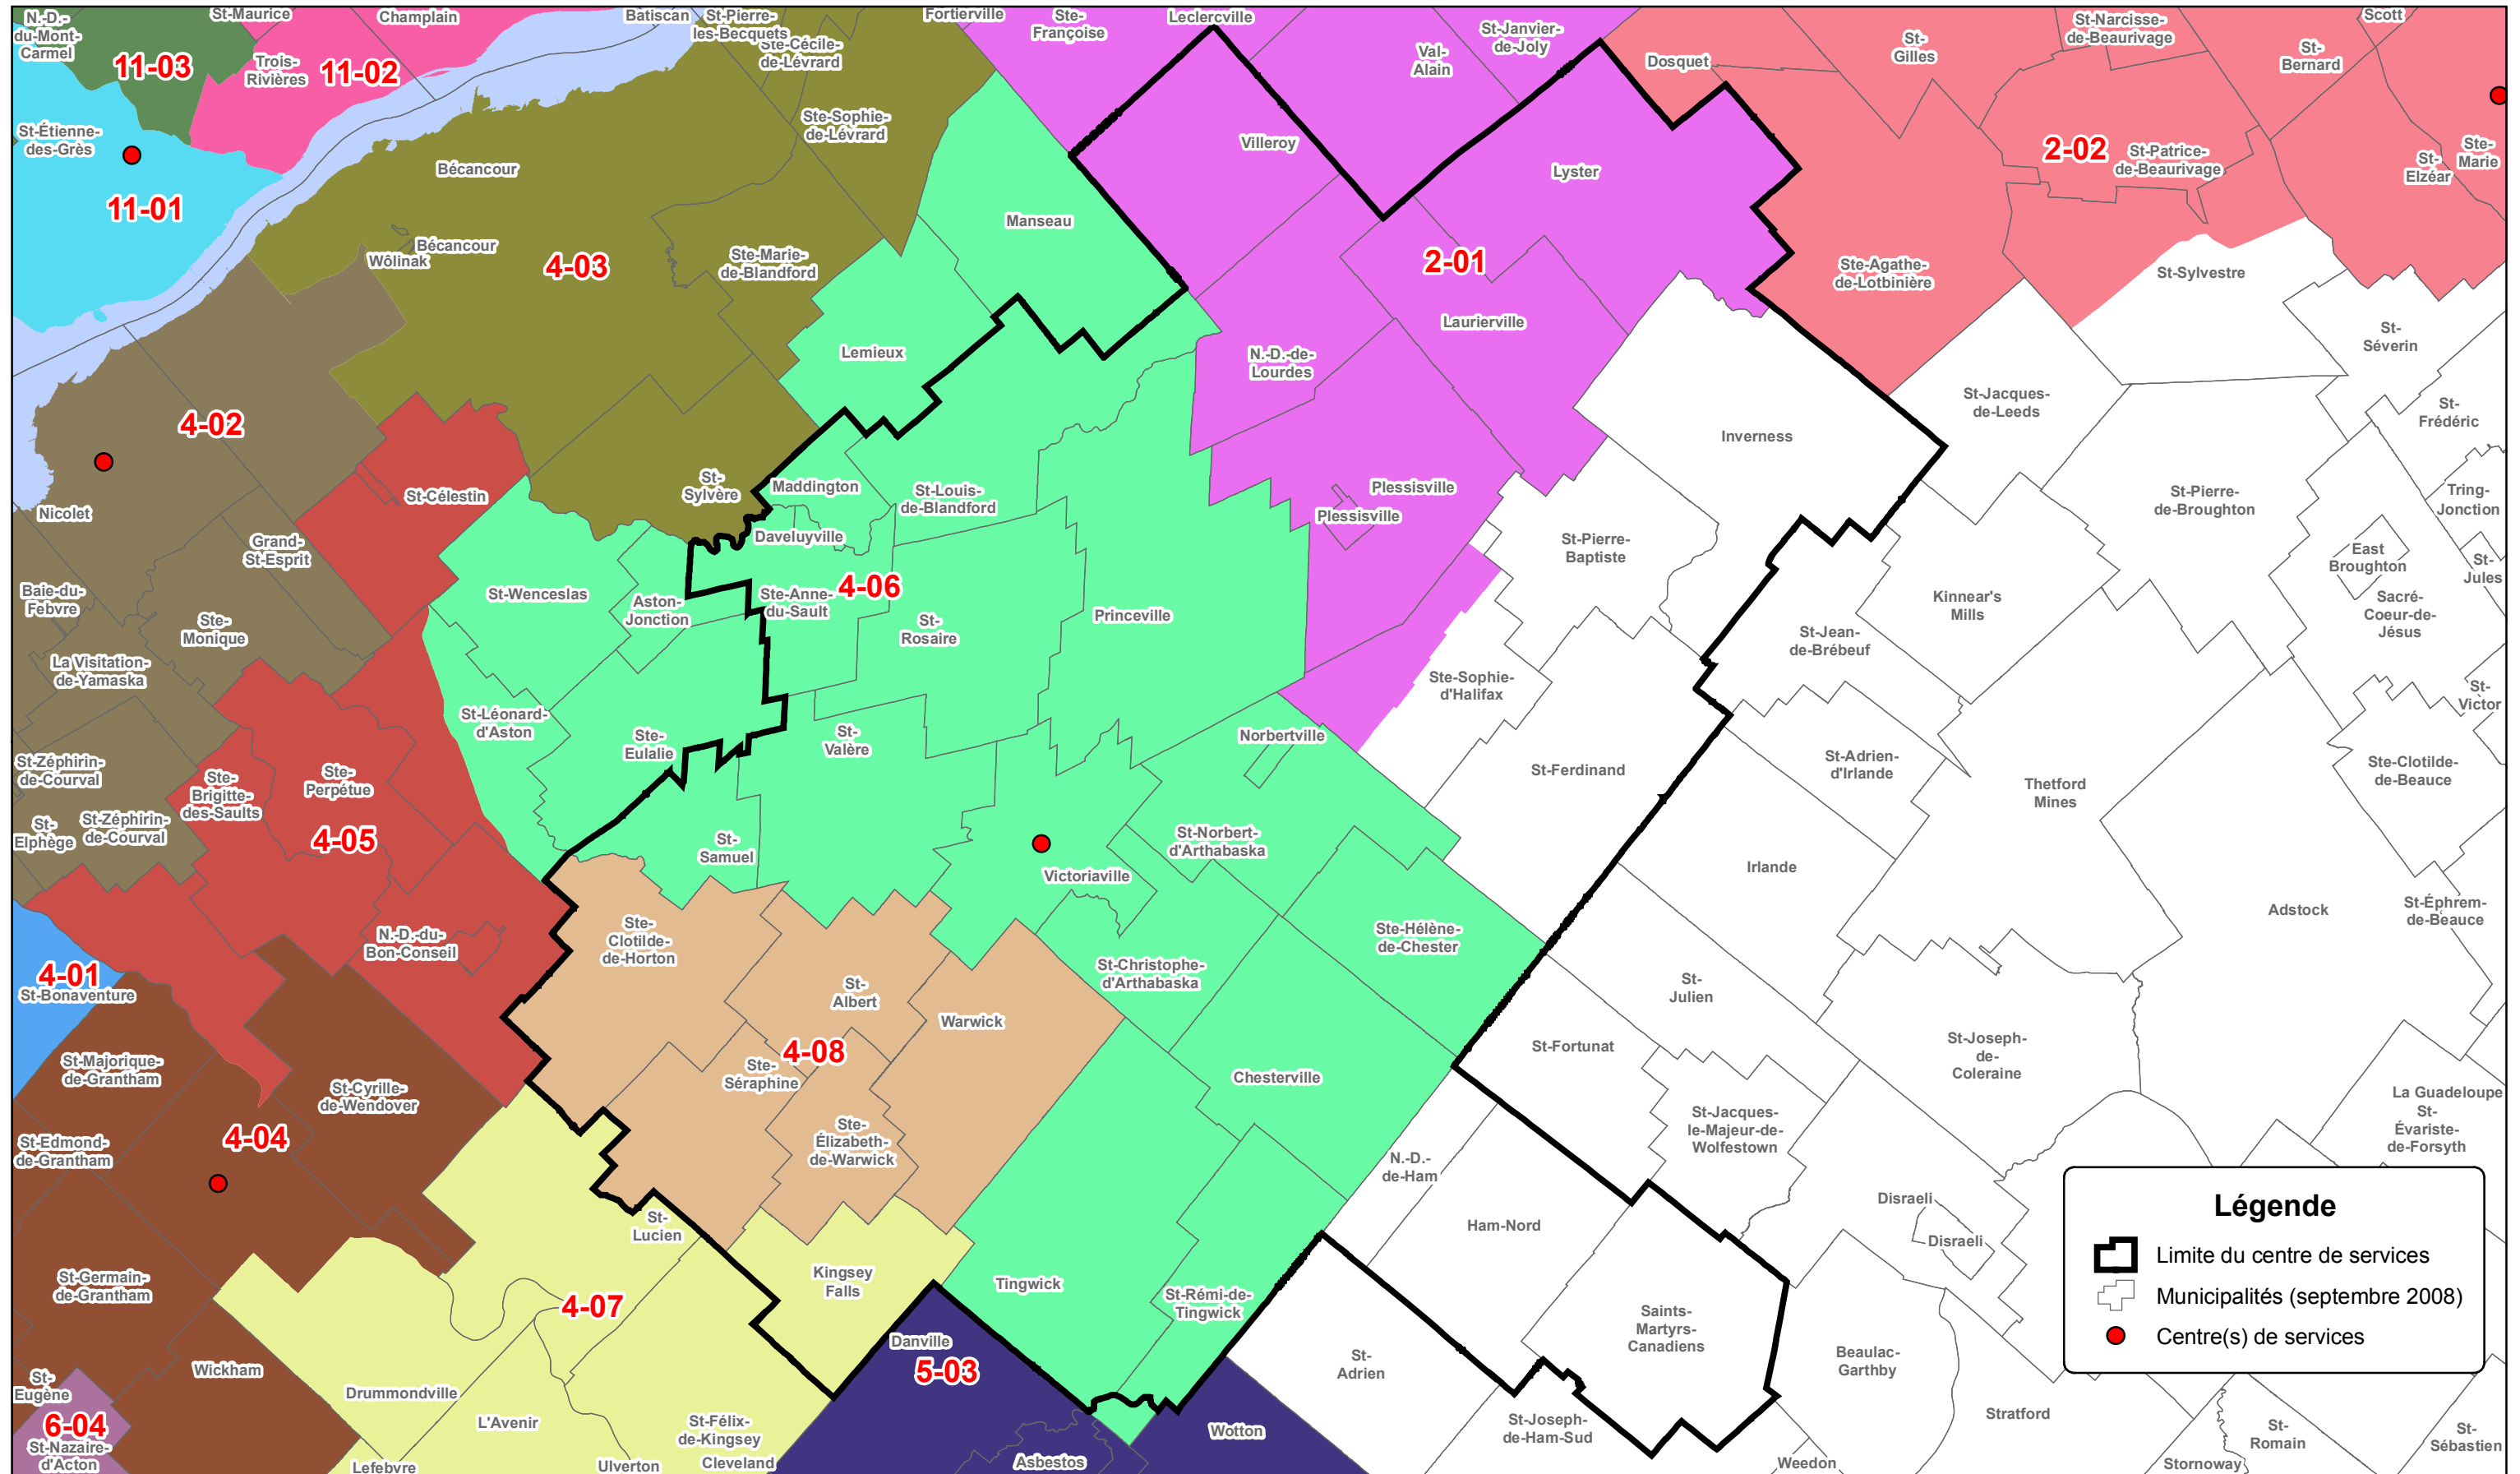 N.-D.-
du-Mont-
Carmel
St-Maurice
Champlain
Batiscan
St-Pierre-
les-Becquets
Fortierville
Ste-
Françoise
Leclercville
St-Janvier-
de-Joly
St-Narcisse-
de-Beaurivage
Scott
11-03
Trois-
Rivières
11-02
Ste-Cécile-
de-Lévrard
Val-
Alain
Dosquet
St-
Gilles
St-
Bernard
St-Étienne-
des-Grès
Ste-Sophie-
de-Lévrard
Villeroy
Lyster
2-02
St-Patrice-
de-Beaurivage
St-
Elzéar
Ste-
Marie
11-01
Bécancour
Manseau
Bécancour
Wôlinak
4-03
Ste-Marie-
de-Blandford
2-01
Ste-Agathe-
de-Lotbinière
St-Sylvestre
Lemieux
Laurierville
St-
Séverin
N.-D.-de-
Lourdes
4-02
St-Jacques-
de-Leeds
St-
Frédéric
Inverness
Nicolet
St-Célestin
St-
Sylvère
Maddington
St-Louis-
de-Blandford
Plessisville
Plessisville
St-Pierre-
de-Broughton
Tring-
Jonction
Daveluyville
Grand-
St-Esprit
St-Pierre-
Baptiste
East
Broughton
St-
Jules
Baie-du-
Febvre
St-Wenceslas
Aston-
Jonction
Ste-Anne-
du-Sault
4-06
St-
Rosaire
Princeville
Kinnear's
Mills
Sacré-
Coeur-de-
Jésus
Ste-
Monique
St-Jean-
de-Brébeuf
La Visitation-
de-Yamaska
Ste-Sophie-
d'Halifax
St-
Victor
St-Léonard-
d'Aston
Ste-
Eulalie
St-
Valère
Norbertville
St-Ferdinand
St-Adrien-
d'Irlande
Thetford
Mines
Ste-Clotilde-
de-Beauce
St-Zéphirin-
de-Courval
Ste-
Brigitte-
des-Saults
Ste-
Perpétue
St-
Elphège
St-Zéphirin-
de-Courval
4-05
St-
Samuel
St-Norbert-
d'Arthabaska
Victoriaville
Irlande
Adstock
St-Éphrem-
de-Beauce
N.-D.-du-
Bon-Conseil
Ste-
Clotilde-
de-Horton
Ste-Hélène-
de-Chester
4-01
St-Bonaventure
St-
Albert
St-Christophe-
d'Arthabaska
St-
Julien
Warwick
St-Fortunat
St-Joseph-
de-
Coleraine
St-Majorique-
de-Grantham
4-08
Ste-
Séraphine
Chesterville
St-Cyrille-
de-Wendover
La Guadeloupe
St-
Évariste-
de-Forsyth
St-Edmond-
de-Grantham
4-04
Ste-
Élizabeth-
de-Warwick
St-Jacques-
le-Majeur-de-
Wolfestown
N.-D.-
de-Ham
St-
Lucien
Ham-Nord
Disraeli
Disraeli
St-Germain-
de-Grantham
Kingsey
Falls
Tingwick
St-Rémi-de-
Tingwick
4-07
Saints-
Martyrs-
Canadiens
Légende
Limite du centre de services
Municipalités (septembre 2008)
Centre(s) de services
Danville
5-03
St-
Adrien
Beaulac-
Garthby
St-
Eugène
Wickham
Drummondville
L'Avenir
St-Félix-
de-Kingsey
6-04
St-Nazaire-
d'Acton
Wotton
St-Joseph-
de-Ham-Sud
Stratford
St-
Romain
St-
Sébastien
Lefebvre
Ulverton
Cleveland
Asbestos
Weedon
Stornoway